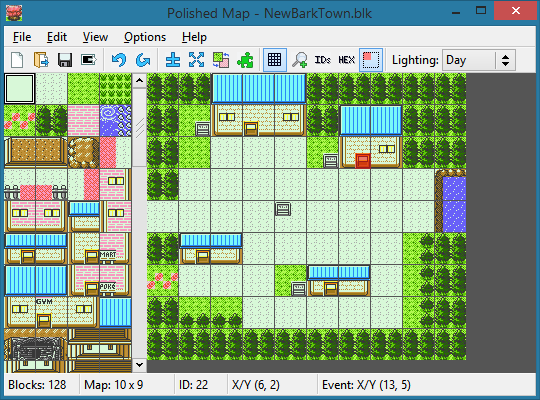 Polished Map - NewBarkTown.blk
File Edit View Options Help
IDs HEX Lighting: Day
MART
POKé
GYM
Blocks: 128 Map: 10 x 9 ID: 22 X/Y (6, 2) Event: X/Y (13, 5)